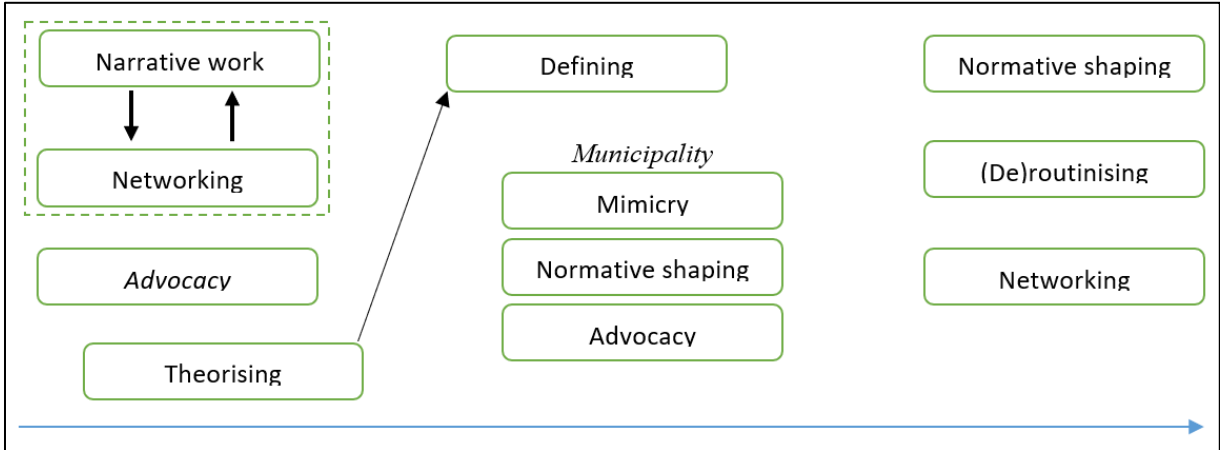 Narrative work
Networking
Advocacy
Theorising
Defining
Municipality
Mimicry
Normative shaping
Advocacy
Normative shaping
(De)routinising
Networking